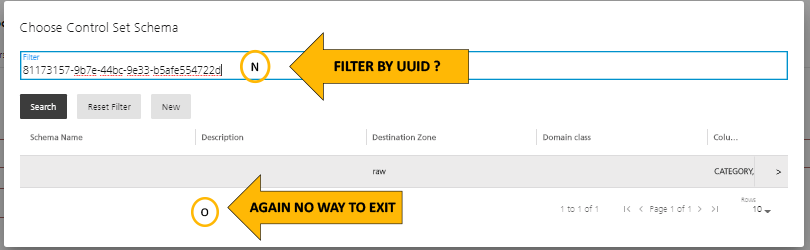 Choose Control Set Schema
Filter
81173157-9b7e-44bc-9e33-b5afe554722d
N
FILTER BY UUID ?
Search
Reset Filter
New
Schema Name
Description
Destination Zone
Domain class
Colu...
raw
CATEGORY,
>
O
AGAIN NO WAY TO EXIT
1 to 1 of 1
Page 1 of 1
Rows
10